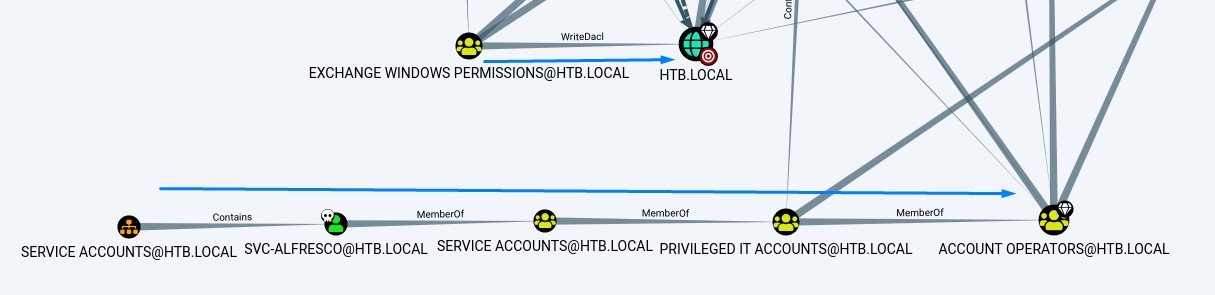 Cont
WriteDacl
EXCHANGE WINDOWS PERMISSIONS@HTB.LOCAL
HTB.LOCAL
Contains
MemberOf
MemberOf
MemberOf
SERVICE ACCOUNTS@HTB.LOCAL
SVC-ALFRESCO@HTB.LOCAL
SERVICE ACCOUNTS@HTB.LOCAL
PRIVILEGED IT ACCOUNTS@HTB.LOCAL
ACCOUNT OPERATORS@HTB.LOCAL